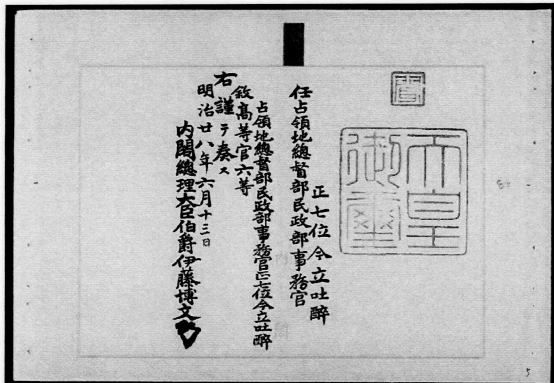 天皇
御璽
正七位今立吐醉
任占領地總督部民政部事務官
占領地總督部民政部事務官正七位今立吐醉
敘高等官六等
右謹テ奏ス
明治廿八年六月十三日
內閣總理大臣伯爵伊藤博文
5